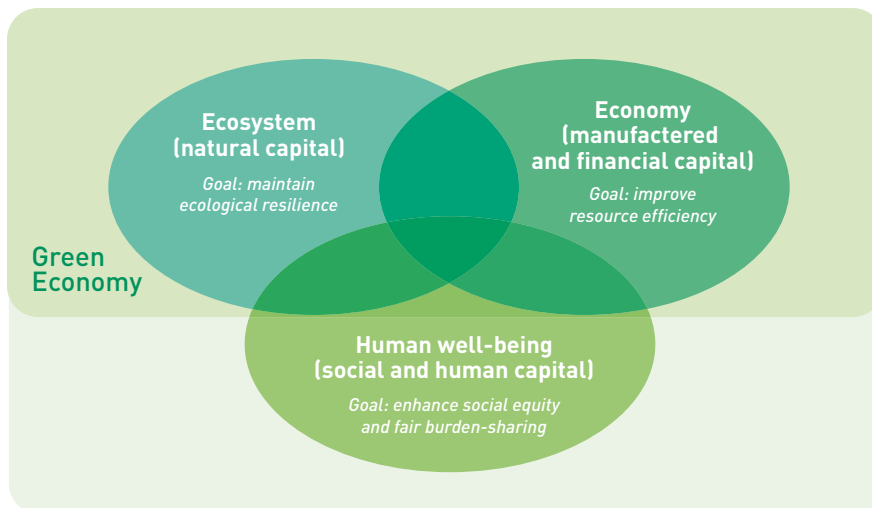 Ecosystem
(natural capital)
Goal: maintain
ecological resilience
Economy
(manufactered
and financial capital)
Goal: improve
resource efficiency
Green
Economy
Human well-being
(social and human capital)
Goal: enhance social equity
and fair burden-sharing